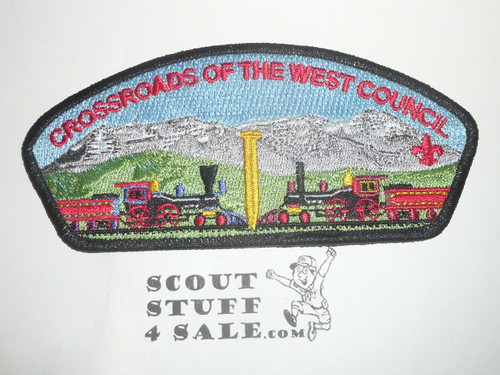 CROSSROADS OF THE WEST COUNCIL
SCOUT
STUFF
4 SALE.COM